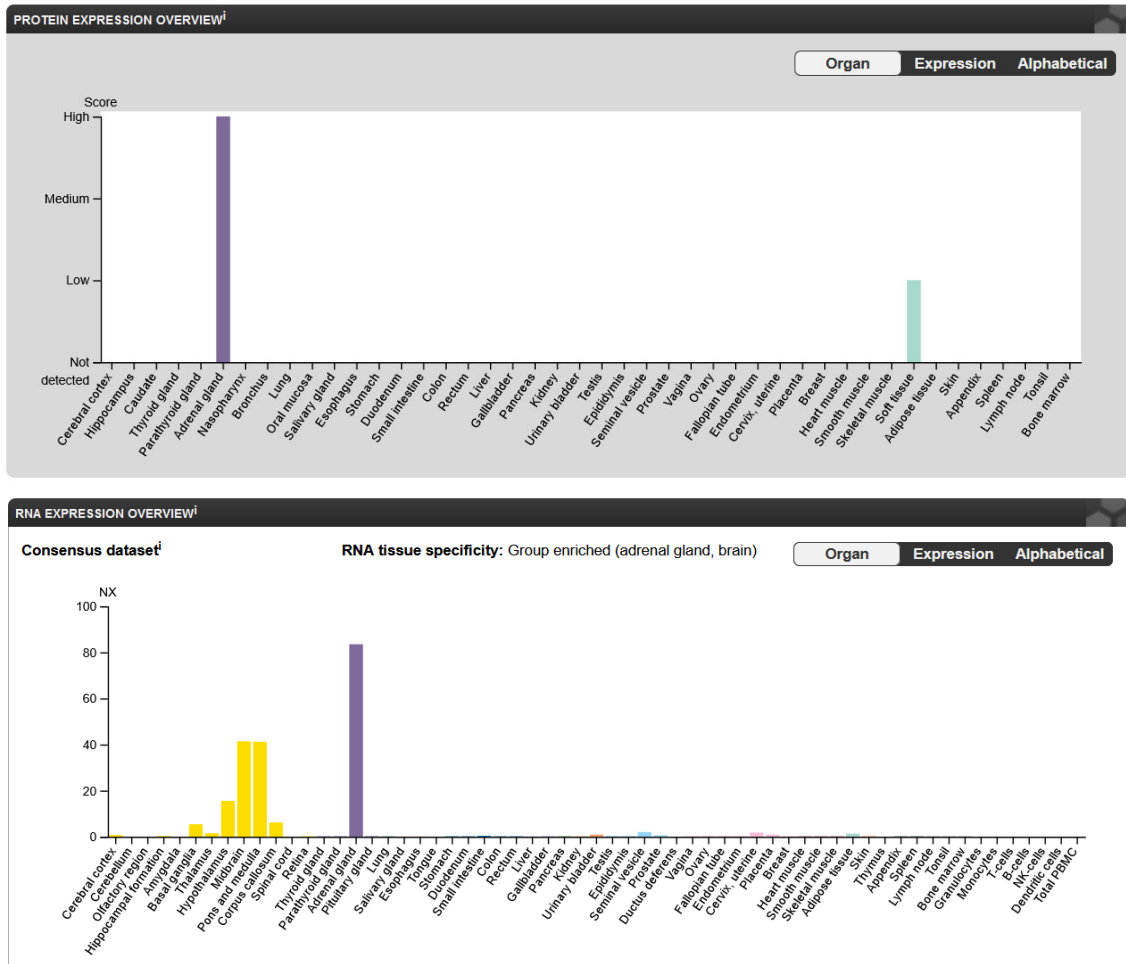 PROTEIN EXPRESSION OVERVIEWⁱ
Organ Expression Alphabetical
Score
High
Medium
Low
Not
detected
Cerebral cortex
Hippocampus
Caudate
Thyroid gland
Parathyroid gland
Adrenal gland
Nasopharynx
Bronchus
Lung
Oral mucosa
Salivary gland
Esophagus
Stomach
Duodenum
Small intestine
Colon
Rectum
Liver
Gallbladder
Pancreas
Kidney
Urinary bladder
Testis
Epididymis
Seminal vesicle
Prostate
Vagina
Ovary
Fallopian tube
Endometrium
Cervix, uterine
Placenta
Breast
Heart muscle
Smooth muscle
Skeletal muscle
Soft tissue
Adipose tissue
Skin
Appendix
Spleen
Lymph node
Tonsil
Bone marrow
RNA EXPRESSION OVERVIEWⁱ
Consensus datasetⁱ RNA tissue specificity: Group enriched (adrenal gland, brain) Organ Expression Alphabetical
NX
100
80
60
40
20
0
Cerebral cortex
Cerebellum
Olfactory region
Hippocampal formation
Amygdala
Basal ganglia
Thalamus
Hypothalamus
Midbrain
Pons and medulla
Corpus callosum
Spinal cord
Retina
Thyroid gland
Parathyroid gland
Adrenal gland
Pituitary gland
Lung
Salivary gland
Esophagus
Tongue
Stomach
Duodenum
Small intestine
Colon
Rectum
Liver
Gallbladder
Pancreas
Kidney
Urinary bladder
Testis
Epididymis
Seminal vesicle
Prostate
Ductus deferens
Vagina
Ovary
Fallopian tube
Endometrium
Cervix, uterine
Placenta
Breast
Heart muscle
Smooth muscle
Skeletal muscle
Adipose tissue
Skin
Thymus
Appendix
Spleen
Lymph node
Tonsil
Bone marrow
Granulocytes
Monocytes
T-cells
B-cells
NK-cells
Dendritic cells
Total PBMC